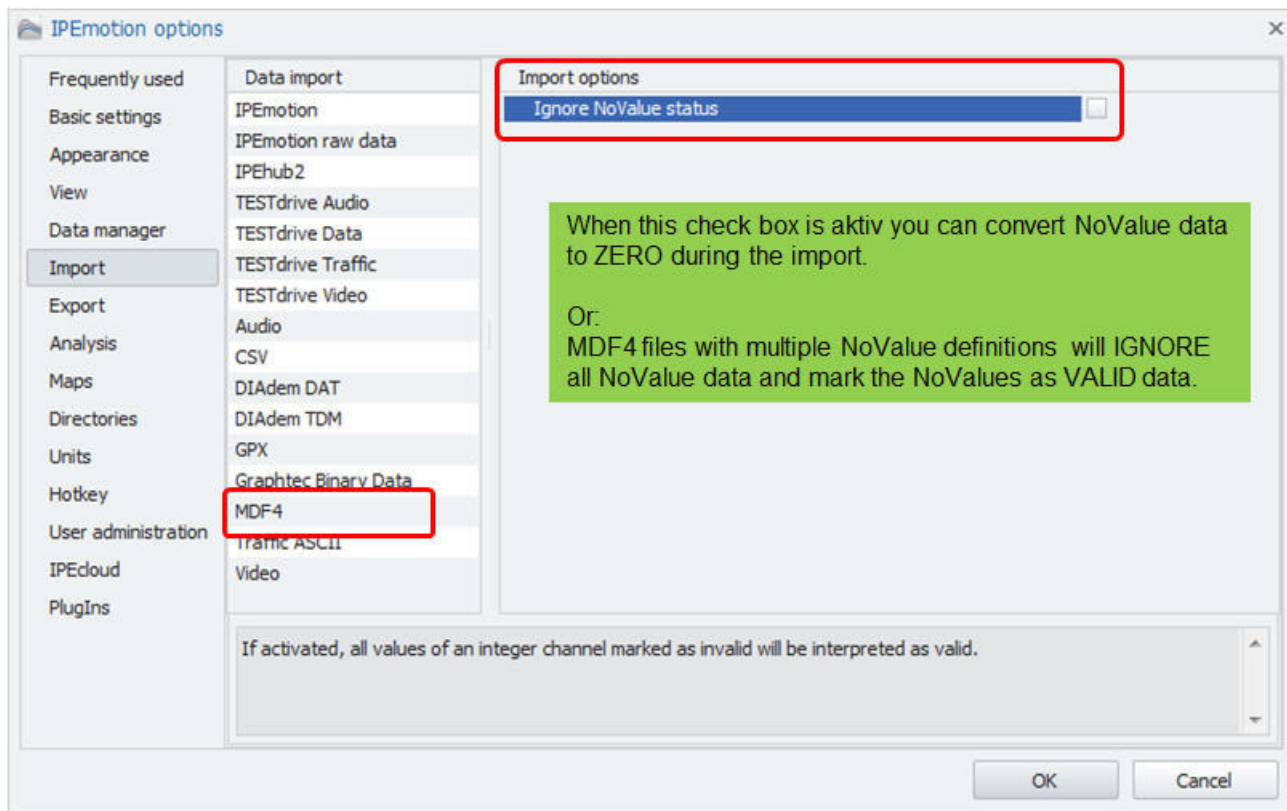 IPEmotion options
Frequently used
Basic settings
Appearance
View
Data manager
Import
Export
Analysis
Maps
Directories
Units
Hotkey
User administration
IPEcloud
PlugIns
Data import
IPEmotion
IPEmotion raw data
IPEhub2
TESTdrive Audio
TESTdrive Data
TESTdrive Traffic
TESTdrive Video
Audio
CSV
DIAdem DAT
DIAdem TDM
GPX
Graphtec Binary Data
MDF4
Traffic ASCII
Video
Import options
Ignore NoValue status
When this check box is aktiv you can convert NoValue data
to ZERO during the import.
Or:
MDF4 files with multiple NoValue definitions will IGNORE
all NoValue data and mark the NoValues as VALID data.
If activated, all values of an integer channel marked as invalid will be interpreted as valid.
OK
Cancel